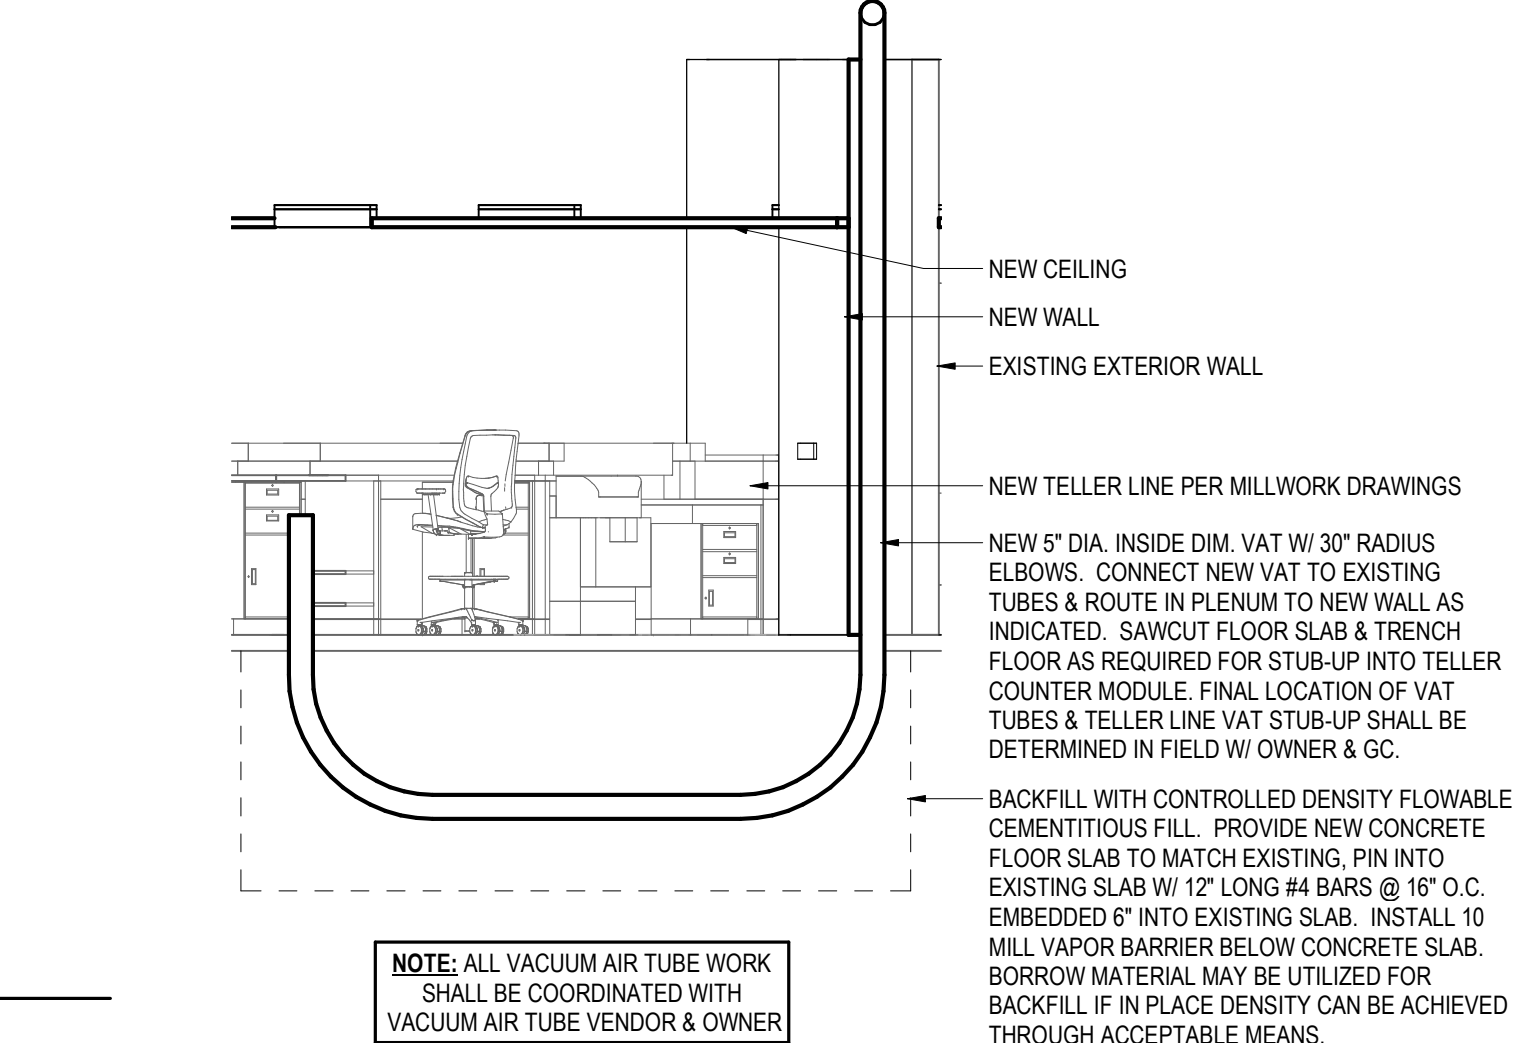 NEW CEILING
NEW WALL
EXISTING EXTERIOR WALL
NEW TELLER LINE PER MILLWORK DRAWINGS
NEW 5" DIA. INSIDE DIM. VAT W/ 30" RADIUS
ELBOWS. CONNECT NEW VAT TO EXISTING
TUBES & ROUTE IN PLENUM TO NEW WALL AS
INDICATED. SAWCUT FLOOR SLAB & TRENCH
FLOOR AS REQUIRED FOR STUB-UP INTO TELLER
COUNTER MODULE. FINAL LOCATION OF VAT
TUBES & TELLER LINE VAT STUB-UP SHALL BE
DETERMINED IN FIELD W/ OWNER & GC.
BACKFILL WITH CONTROLLED DENSITY FLOWABLE
CEMENTITIOUS FILL. PROVIDE NEW CONCRETE
FLOOR SLAB TO MATCH EXISTING, PIN INTO
EXISTING SLAB W/ 12" LONG #4 BARS @ 16" O.C.
EMBEDDED 6" INTO EXISTING SLAB. INSTALL 10
MILL VAPOR BARRIER BELOW CONCRETE SLAB.
BORROW MATERIAL MAY BE UTILIZED FOR
BACKFILL IF IN PLACE DENSITY CAN BE ACHIEVED
THROUGH ACCEPTABLE MEANS.
NOTE: ALL VACUUM AIR TUBE WORK
SHALL BE COORDINATED WITH
VACUUM AIR TUBE VENDOR & OWNER